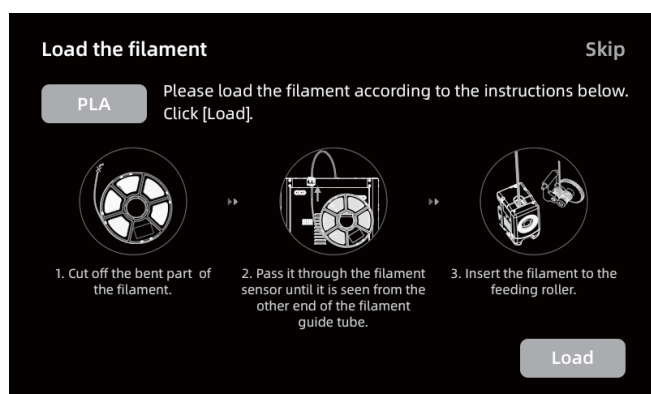 Load the filament
Skip
PLA
Please load the filament according to the instructions below.
Click [Load].
1. Cut off the bent part of
the filament.
2. Pass it through the filament
sensor until it is seen from the
other end of the filament
guide tube.
3. Insert the filament to the
feeding roller.
Load